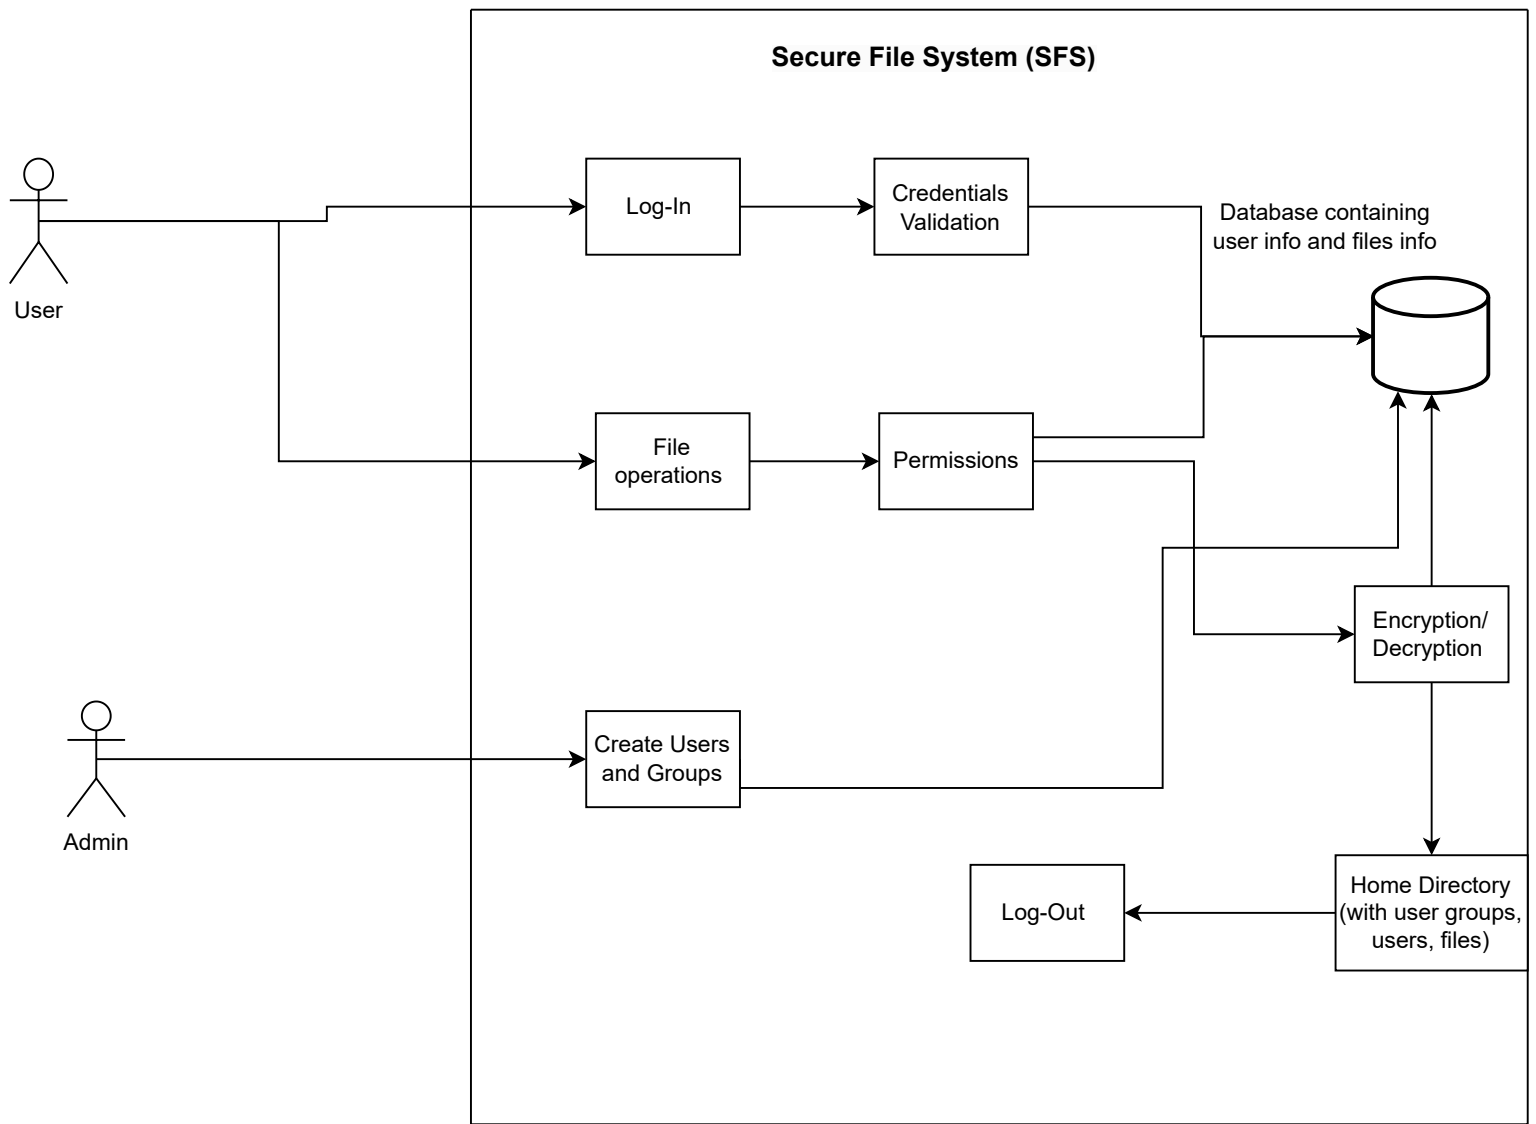 Secure File System (SFS)
Log-In
Credentials
Validation
Database containing
user info and files info
User
File
operations
Permissions
Encryption/
Decryption
Create Users
and Groups
Admin
Home Directory
(with user groups,
users, files)
Log-Out